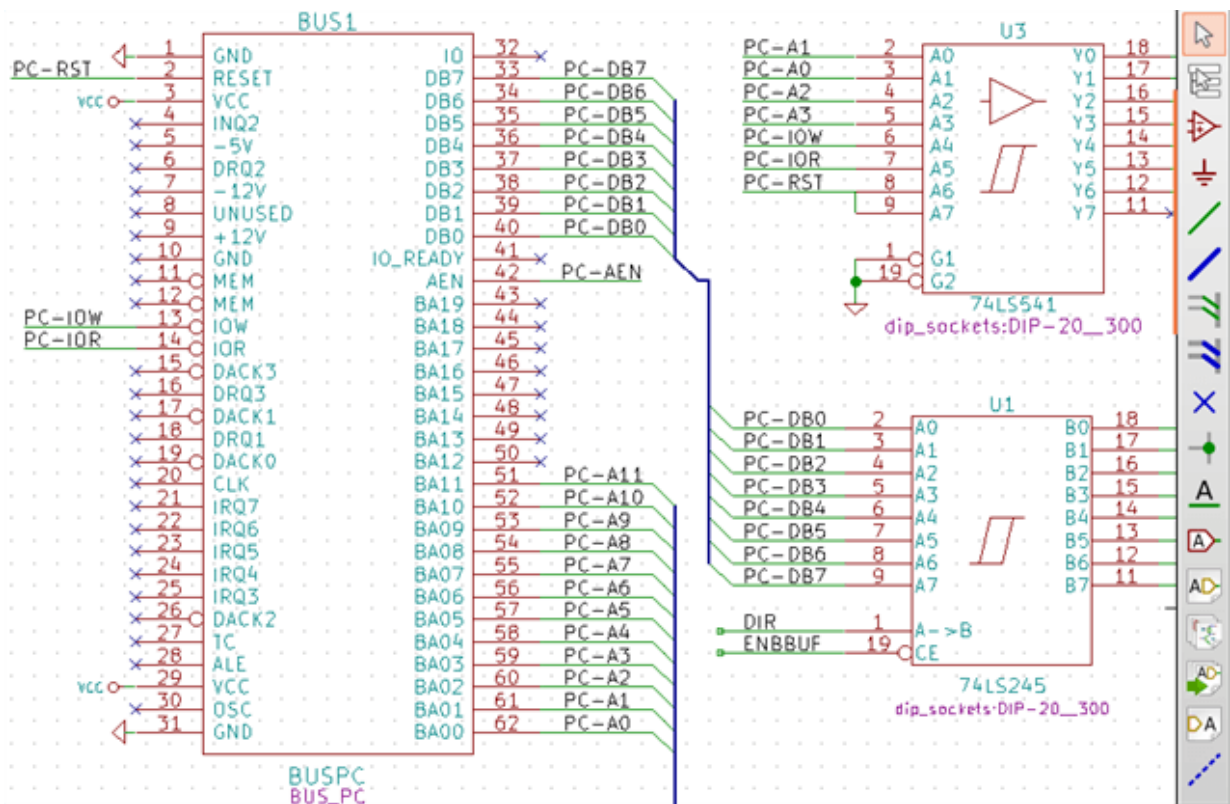 BUS1
1 GND IO 32
PC-RST 2 RESET DB7 33 PC-DB7
VCC 3 VCC DB6 34 PC-DB6
4 INQ2 DB5 35 PC-DB5
5 -5V DB4 36 PC-DB4
6 DRQ2 DB3 37 PC-DB3
7 -12V DB2 38 PC-DB2
8 UNUSED DB1 39 PC-DB1
9 +12V DB0 40 PC-DB0
10 GND IO_READY 41
11 MEM AEN 42 PC-AEN
12 MEM BA19 43
PC-IOW 13 IOW BA18 44
PC-IOR 14 IOR BA17 45
15 DACK3 BA16 46
16 DRQ3 BA15 47
17 DACK1 BA14 48
18 DRQ1 BA13 49
19 DACK0 BA12 50
20 CLK BA11 51 PC-A11
21 IRQ7 BA10 52 PC-A10
22 IRQ6 BA09 53 PC-A9
23 IRQ5 BA08 54 PC-A8
24 IRQ4 BA07 55 PC-A7
25 IRQ3 BA06 56 PC-A6
26 DACK2 BA05 57 PC-A5
27 TC BA04 58 PC-A4
28 ALE BA03 59 PC-A3
VCC 29 VCC BA02 60 PC-A2
30 OSC BA01 61 PC-A1
31 GND BA00 62 PC-A0
BUSPC
BUS_PC
U3
PC-A1 2 A0 Y0 18
PC-A0 3 A1 Y1 17
PC-A2 4 A2 Y2 16
PC-A3 5 A3 Y3 15
PC-IOW 6 A4 Y4 14
PC-IOR 7 A5 Y5 13
PC-RST 8 A6 Y6 12
9 A7 Y7 11
1 G1
19 G2
74LS541
dip_sockets:DIP-20__300
U1
PC-DB0 2 A0 B0 18
PC-DB1 3 A1 B1 17
PC-DB2 4 A2 B2 16
PC-DB3 5 A3 B3 15
PC-DB4 6 A4 B4 14
PC-DB5 7 A5 B5 13
PC-DB6 8 A6 B6 12
PC-DB7 9 A7 B7 11
DIR 1 A->B
ENBBUF 19 CE
74LS245
dip_sockets:DIP-20__300
A
A
AD
AD
DA